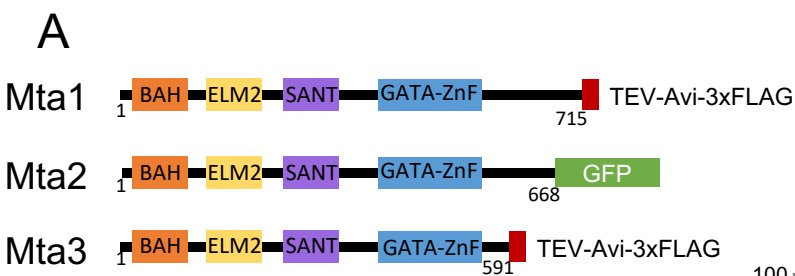 A
Mta1 1 BAH ELM2 SANT GATA-ZnF 715 TEV-Avi-3xFLAG
Mta2 1 BAH ELM2 SANT GATA-ZnF 668 GFP
Mta3 1 BAH ELM2 SANT GATA-ZnF 591 TEV-Avi-3xFLAG
100